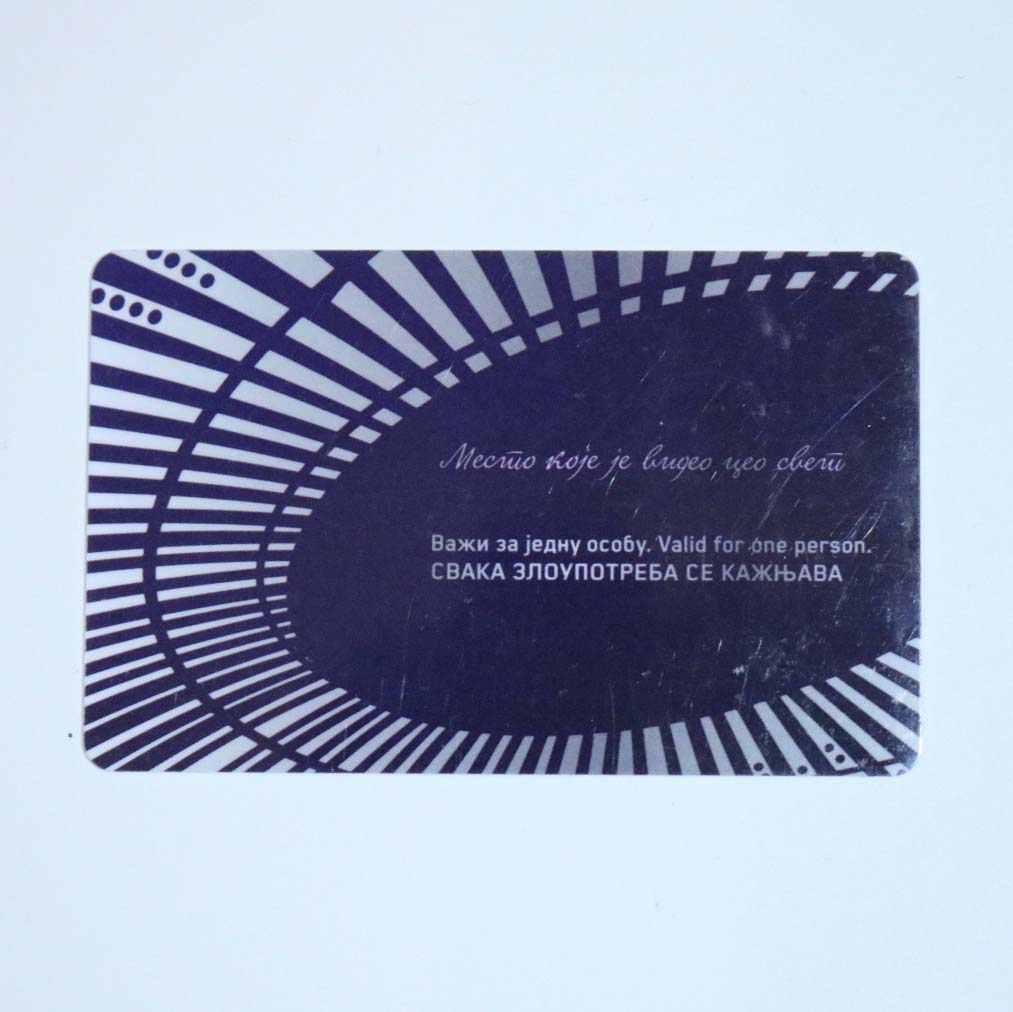 Место које је видео цео свет
Важи за једну особу. Valid for one person.
СВАКА ЗЛОУПОТРЕБА СЕ КАЖЊАВА